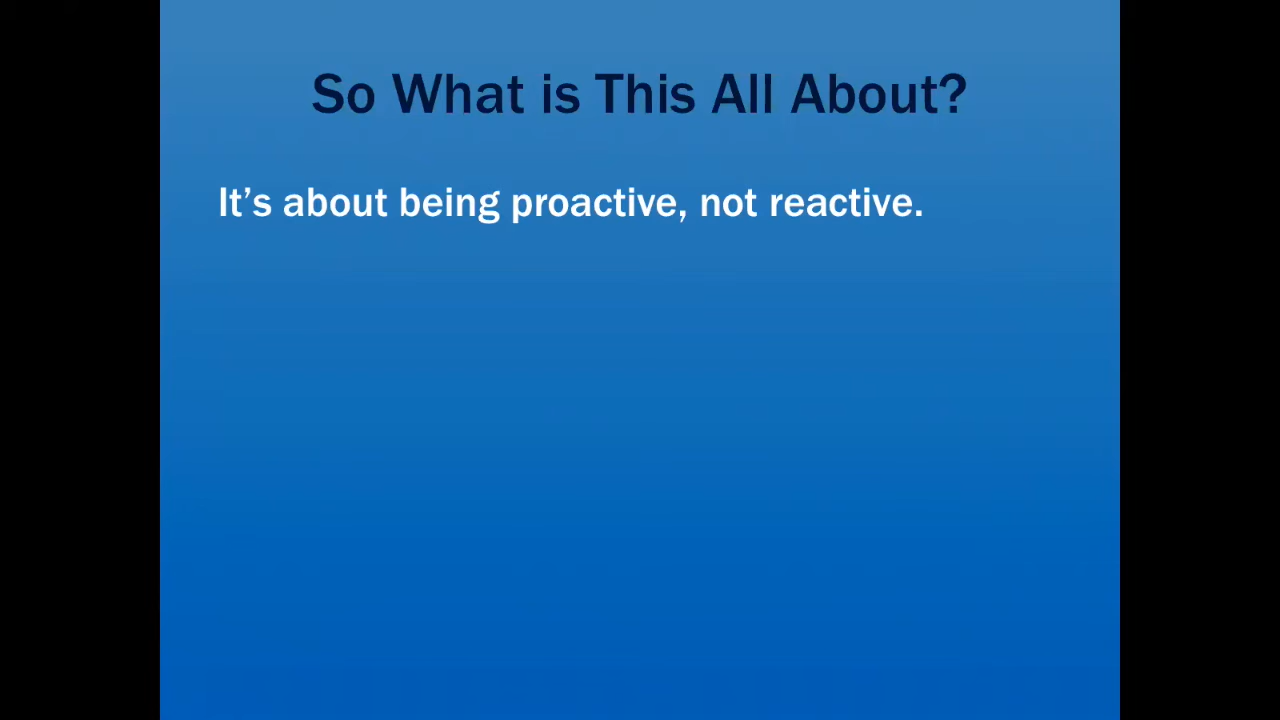 So What is This All About?
It’s about being proactive, not reactive.